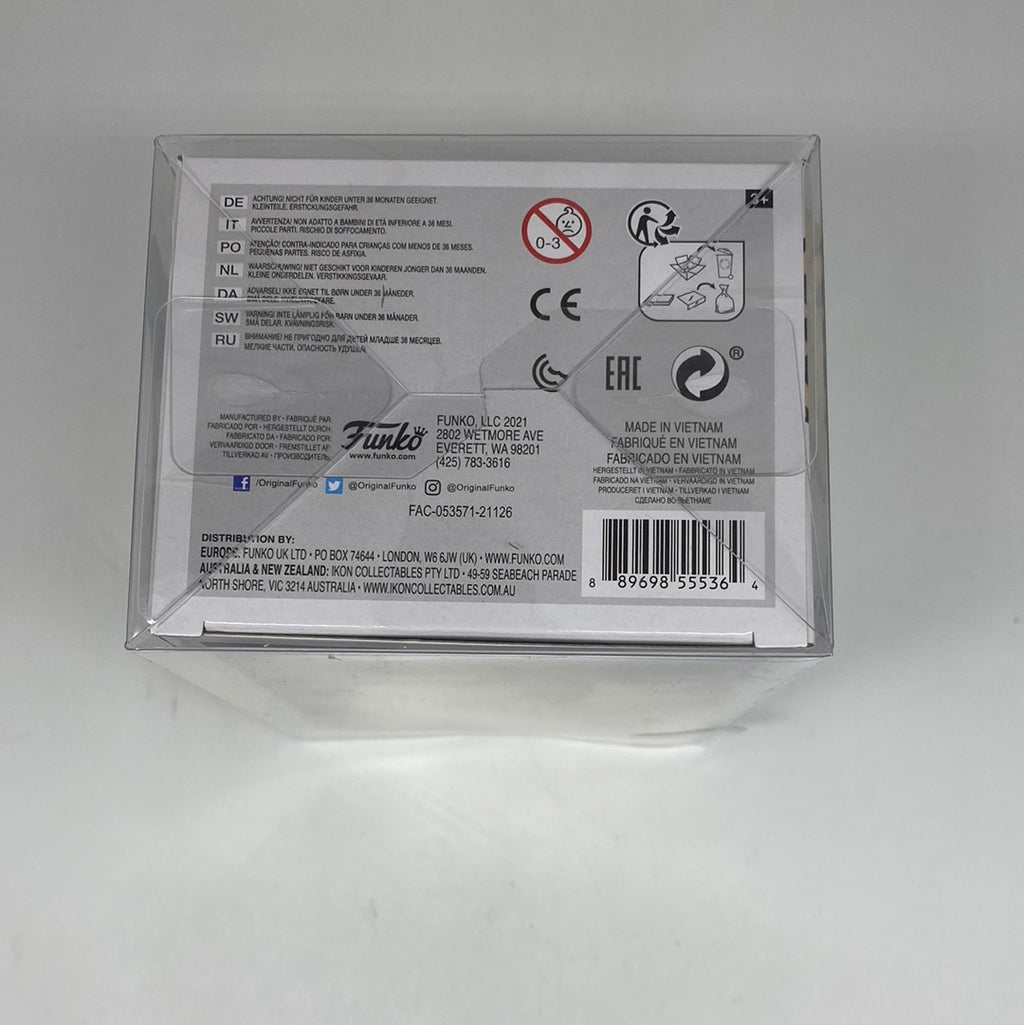 DE ACHTUNG! NICHT FÜR KINDER UNTER 36 MONATEN GEEIGNET.
KLEINTEILE. ERSTICKUNGSGEFAHR.
IT AVVERTENZA! NON ADATTO A BAMBINI DI ETÀ INFERIORE A 36 MESI.
PICCOLE PARTI. RISCHIO DI SOFFOCAMENTO.
PO ATENÇÃO! CONTRA-INDICADO PARA CRIANÇAS COM MENOS DE 36 MESES.
PEQUENAS PARTES. RISCO DE ASFIXIA.
NL WAARSCHUWING! NIET GESCHIKT VOOR KINDEREN JONGER DAN 36 MAANDEN.
KLEINE ONDERDELEN. VERSTIKKINGSGEVAAR.
DA ADVARSEL! IKKE EGNET TIL BØRN UNDER 36 MÅNEDER.
SMÅ DELE. KVÆLNINGSFARE.
SW VARNING! INTE LÄMPLIG FÖR BARN UNDER 36 MÅNADER.
SMÅ DELAR. KVÄVNINGSRISK.
RU ВНИМАНИЕ! НЕ ПРИГОДНО ДЛЯ ДЕТЕЙ МЛАДШЕ 36 МЕСЯЦЕВ.
МЕЛКИЕ ЧАСТИ. ОПАСНОСТЬ УДУШЬЯ.
0-3
3+
CE
EAC
®
MANUFACTURED BY • FABRIQUÉ PAR
FABRICADO POR • HERGESTELLT DURCH:
FABBRICATO DA • FABRICADO POR:
VERVAARDIGD DOOR • FREMSTILLET AF:
TILLVERKAD AV • ПРОИЗВОДИТЕЛЬ:
Funko
www.funko.com
FUNKO, LLC 2021
2802 WETMORE AVE
EVERETT, WA 98201
(425) 783-3616
/OriginalFunko @OriginalFunko @OriginalFunko
FAC-053571-21126
MADE IN VIETNAM
FABRIQUÉ EN VIETNAM
FABRICADO EN VIETNAM
HERGESTELLT IN VIETNAM • FABBRICATO IN VIETNAM
FABRICADO NA VIETNAM • VERVAARDIGD IN VIETNAM
PRODUCERET I VIETNAM • TILLVERKAD I VIETNAM
СДЕЛАНО ВО ВЬЕТНАМЕ
DISTRIBUTION BY:
EUROPE: FUNKO UK LTD • PO BOX 74644 • LONDON, W6 6JW (UK) • WWW.FUNKO.COM
AUSTRALIA & NEW ZEALAND: IKON COLLECTABLES PTY LTD • 49-59 SEABEACH PARADE
NORTH SHORE, VIC 3214 AUSTRALIA • WWW.IKONCOLLECTABLES.COM.AU
8 89698 55536 4